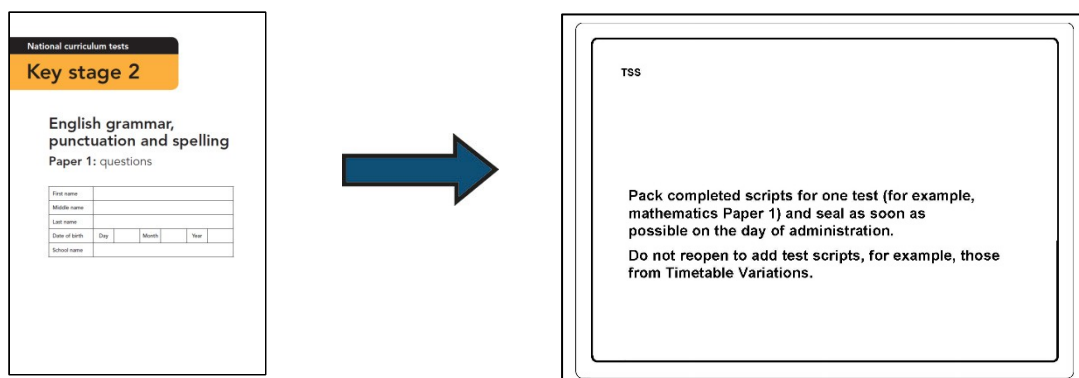 National curriculum tests
Key stage 2
English grammar,
punctuation and spelling
Paper 1: questions
First name
Middle name
Last name
Date of birth Day Month Year
School name
TSS
Pack completed scripts for one test (for example,
mathematics Paper 1) and seal as soon as
possible on the day of administration.
Do not reopen to add test scripts, for example, those
from Timetable Variations.